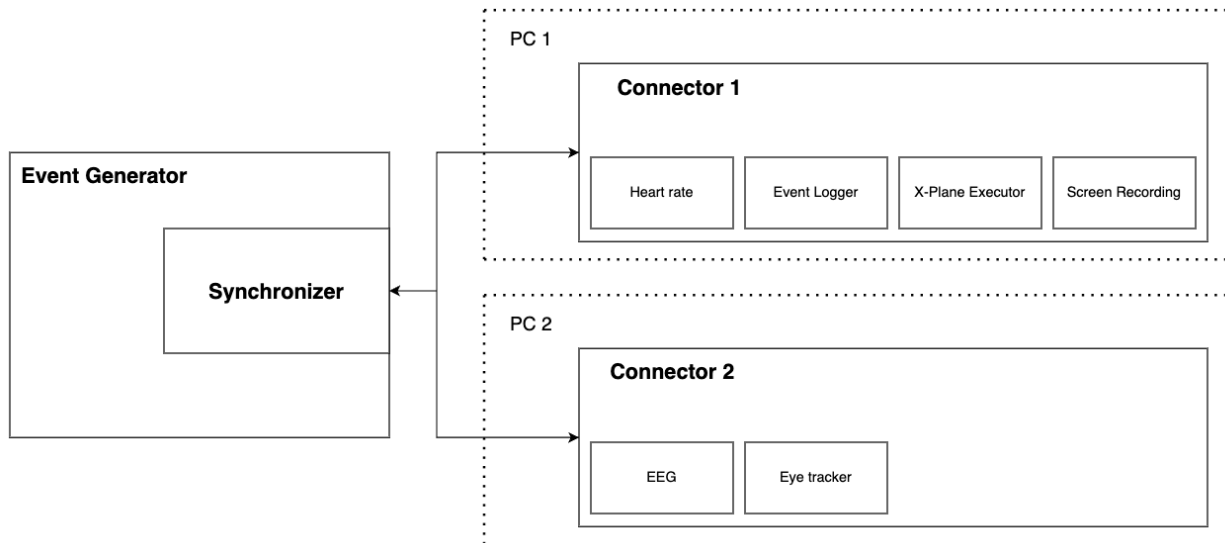 PC 1
Connector 1
Heart rate
Event Logger
X-Plane Executor
Screen Recording
Event Generator
Synchronizer
PC 2
Connector 2
EEG
Eye tracker